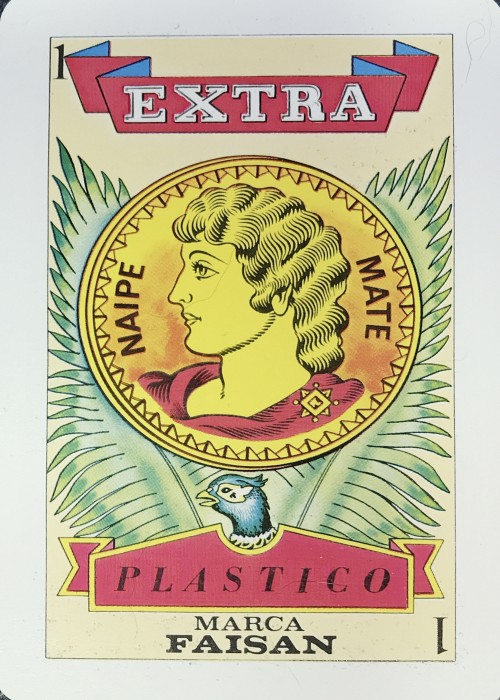 1
EXTRA
NAIPE
MATE
PLASTICO
MARCA
FAISAN
1